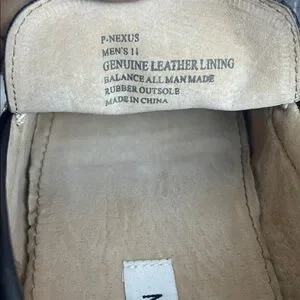 P-NEXUS
MEN'S 11
GENUINE LEATHER LINING
BALANCE ALL MAN MADE
RUBBER OUTSOLE
MADE IN CHINA